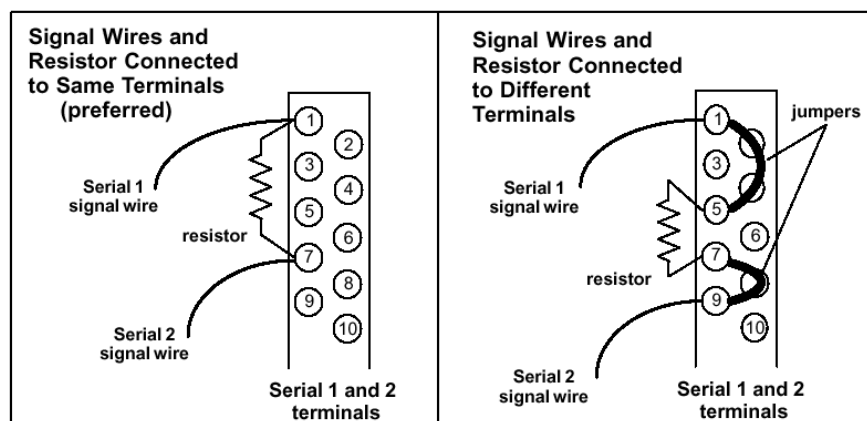 Signal Wires and
Resistor Connected
to Same Terminals
(preferred)
1
2
3
4
5
6
7
8
9
10
Serial 1
signal wire
resistor
Serial 2
signal wire
Serial 1 and 2
terminals
Signal Wires and
Resistor Connected
to Different
Terminals
jumpers
1
3
5
6
7
9
10
Serial 1
signal wire
resistor
Serial 2
signal wire
Serial 1 and 2
terminals